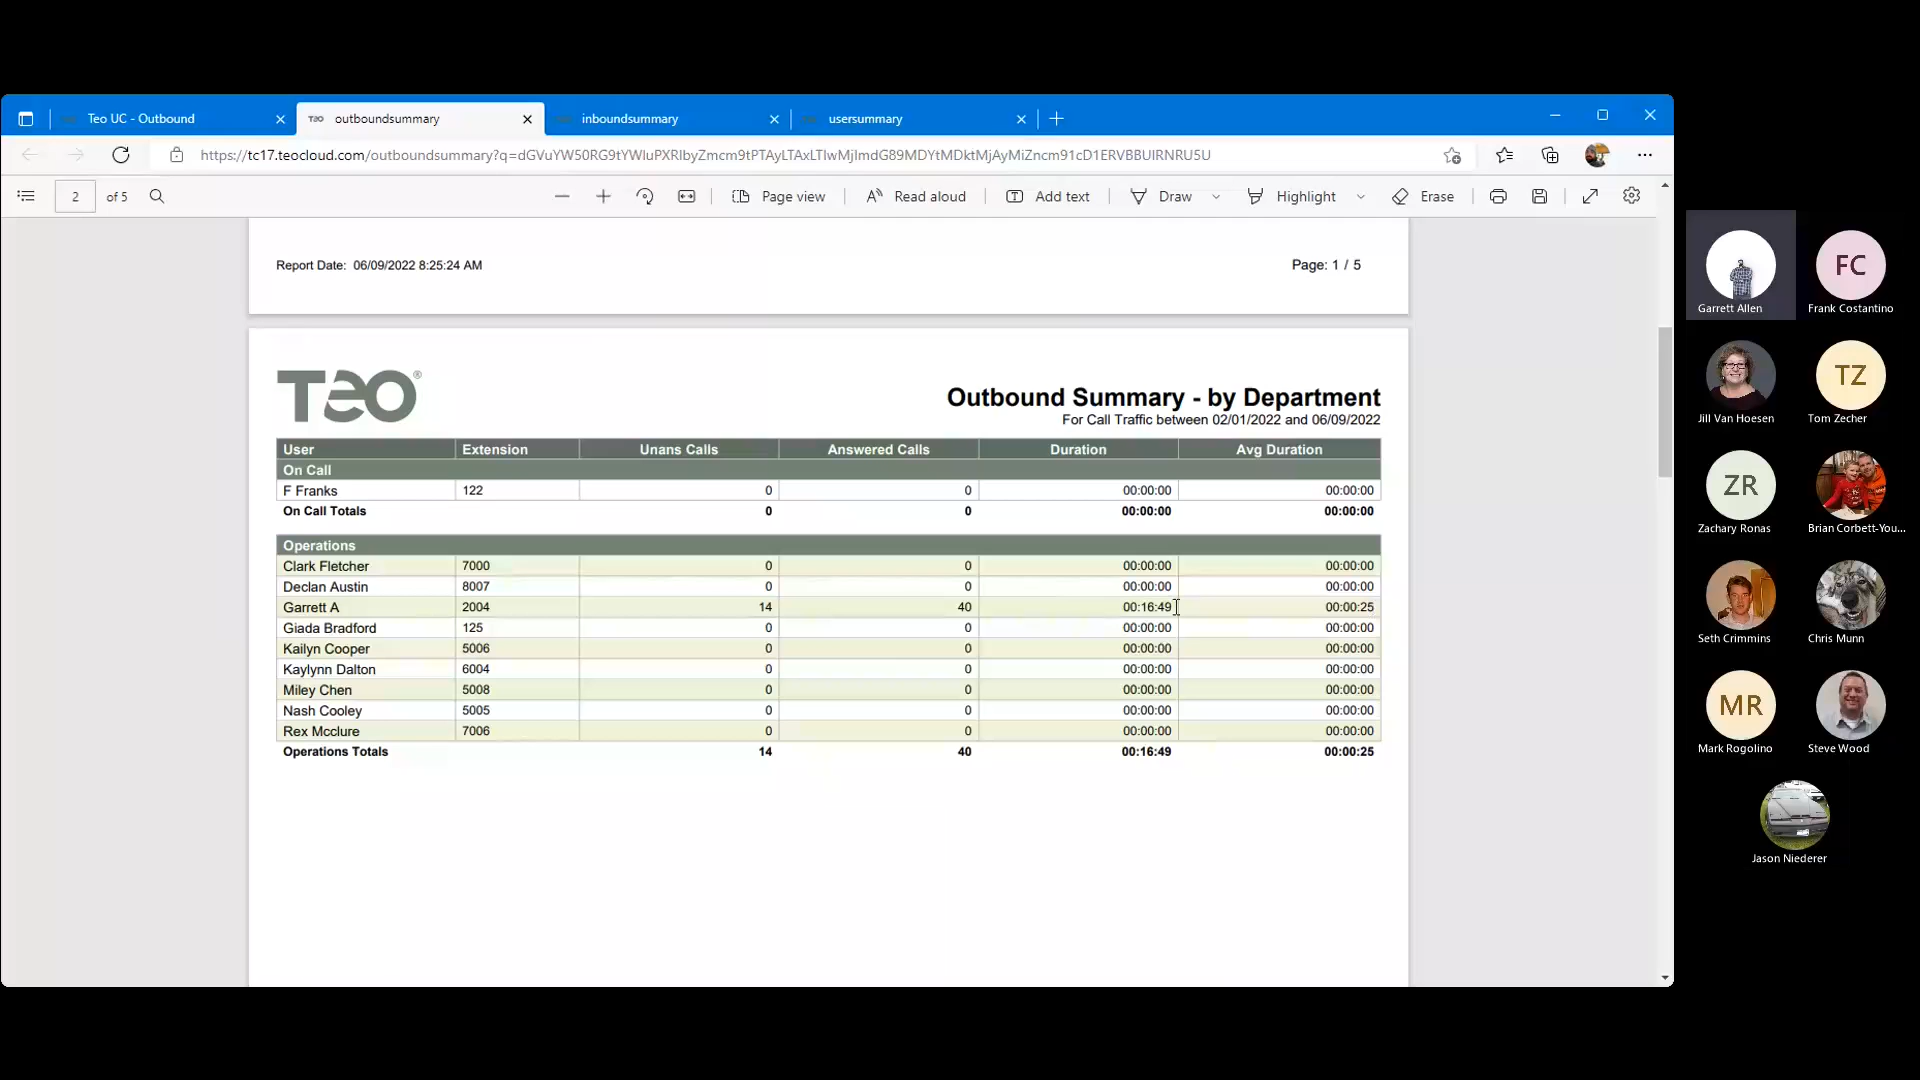 Teo UC - Outbound
outboundsummary
inboundsummary
usersummary
2 of 5
Page view
Read aloud
Add text
Draw
Highlight
Erase
Report Date: 06/09/2022 8:25:24 AM
Page: 1 / 5
Teo®
Outbound Summary - by Department
For Call Traffic between 02/01/2022 and 06/09/2022
User Extension Unans Calls Answered Calls Duration Avg Duration
On Call
F Franks 122 0 0 00:00:00 00:00:00
On Call Totals 0 0 00:00:00 00:00:00
Operations
Clark Fletcher 7000 0 0 00:00:00 00:00:00
Declan Austin 8007 0 0 00:00:00 00:00:00
Garrett A 2004 14 40 00:16:49 00:00:25
Giada Bradford 125 0 0 00:00:00 00:00:00
Kailyn Cooper 5006 0 0 00:00:00 00:00:00
Kaylynn Dalton 6004 0 0 00:00:00 00:00:00
Miley Chen 5008 0 0 00:00:00 00:00:00
Nash Cooley 5005 0 0 00:00:00 00:00:00
Rex Mcclure 7006 0 0 00:00:00 00:00:00
Operations Totals 14 40 00:16:49 00:00:25
Garrett Allen
FC
Frank Costantino
Jill Van Hoesen
TZ
Tom Zecher
ZR
Zachary Ronas
Brian Corbett-You...
Seth Crimmins
Chris Munn
MR
Mark Rogolino
Steve Wood
Jason Niederer